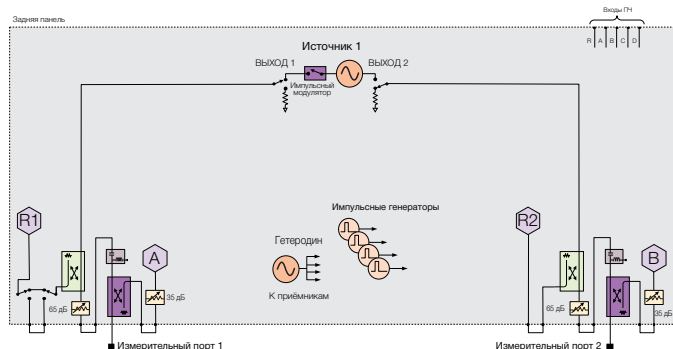 Входы ГЧ
Задняя панель
R A B C D
Источник 1
ВЫХОД 1
ВЫХОД 2
Импульсный
модулятор
R1
A
65 дБ
35 дБ
Гетеродин
К приёмникам
Импульсные генераторы
R2
B
65 дБ
35 дБ
Измерительный порт 1
Измерительный порт 2